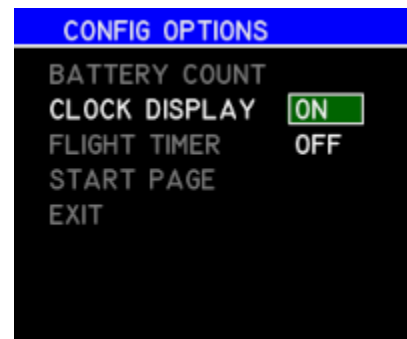 CONFIG OPTIONS
BATTERY COUNT
CLOCK DISPLAY ON
FLIGHT TIMER OFF
START PAGE
EXIT